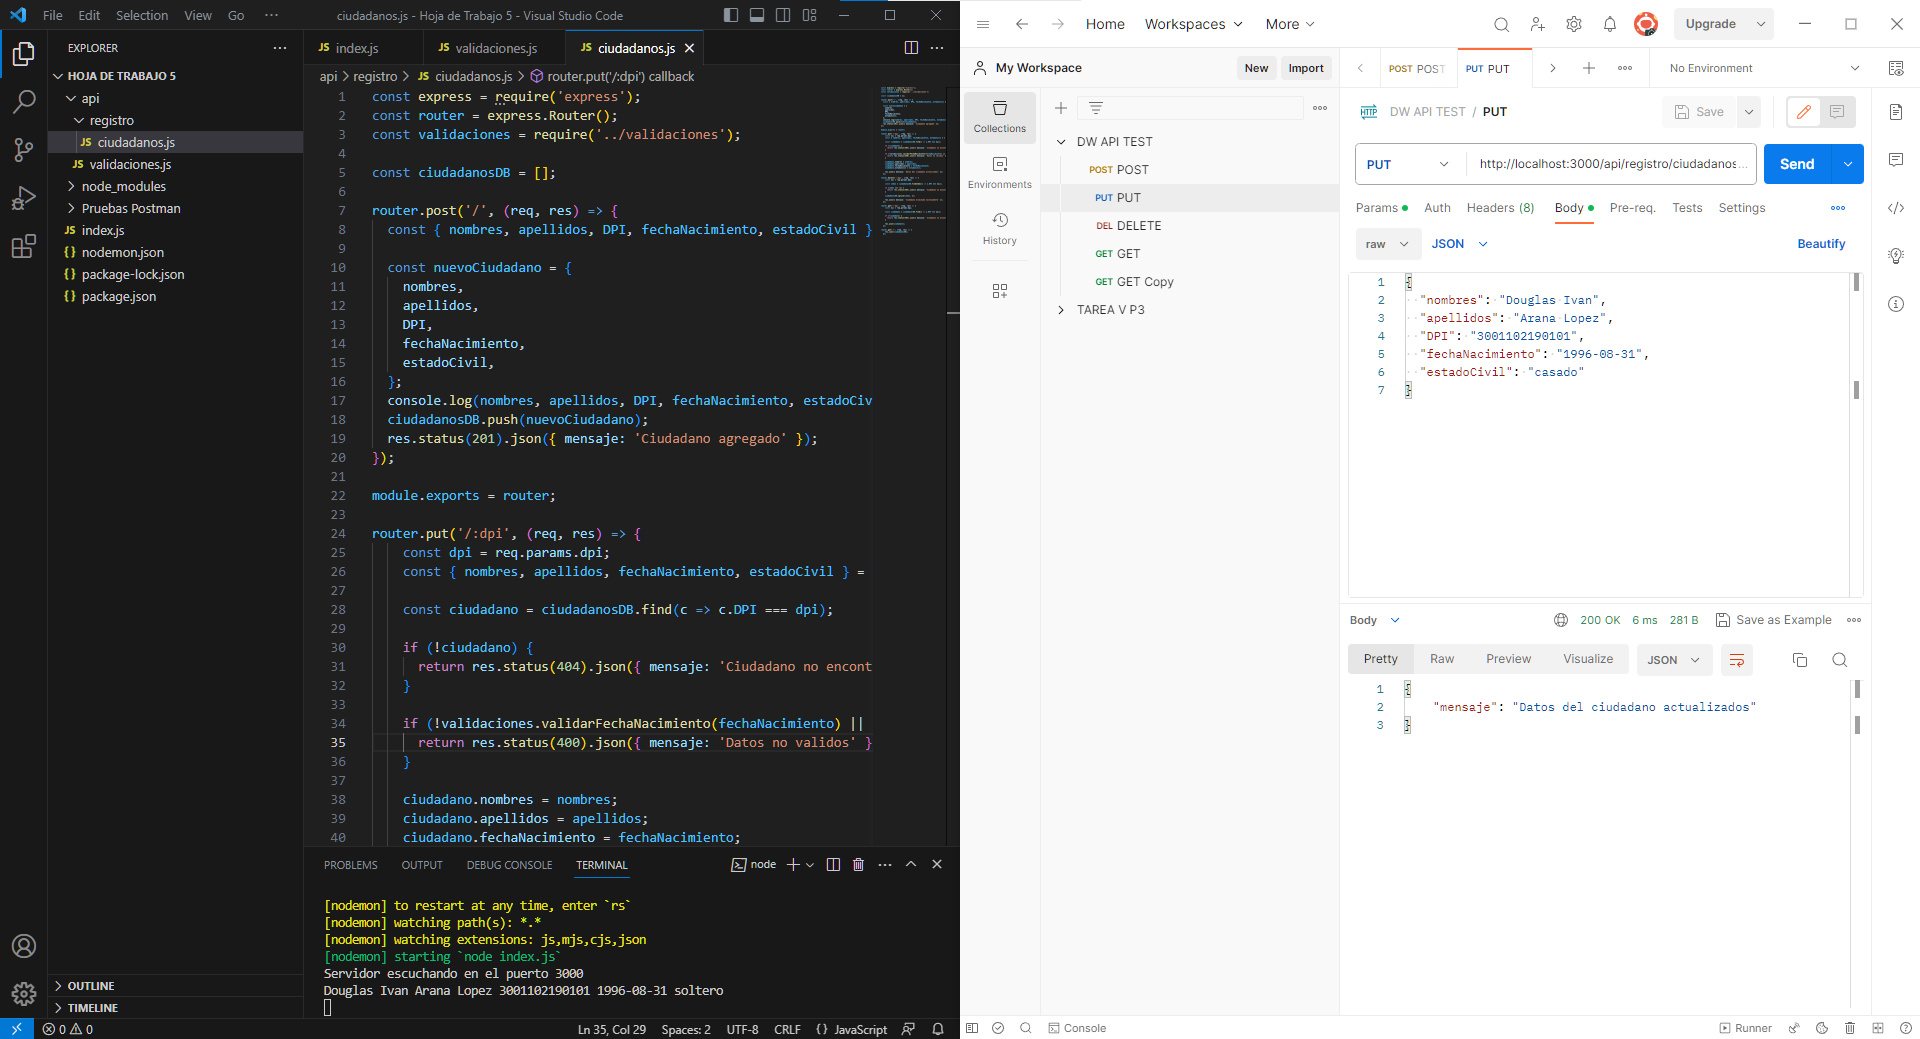 File Edit Selection View Go ··· ciudadanos.js - Hoja de Trabajo 5 - Visual Studio Code
EXPLORER
HOJA DE TRABAJO 5
api
registro
JS ciudadanos.js
JS validaciones.js
node_modules
Pruebas Postman
JS index.js
{} nodemon.json
{} package-lock.json
{} package.json
OUTLINE
TIMELINE
JS index.js JS validaciones.js JS ciudadanos.js
api > registro > JS ciudadanos.js > router.put('/:dpi') callback
1 const express = require('express');
2 const router = express.Router();
3 const validaciones = require('../validaciones');
4
5 const ciudadanosDB = [];
6
7 router.post('/', (req, res) => {
8 const { nombres, apellidos, DPI, fechaNacimiento, estadoCivil }
9
10 const nuevoCiudadano = {
11 nombres,
12 apellidos,
13 DPI,
14 fechaNacimiento,
15 estadoCivil,
16 };
17 console.log(nombres, apellidos, DPI, fechaNacimiento, estadoCiv
18 ciudadanosDB.push(nuevoCiudadano);
19 res.status(201).json({ mensaje: 'Ciudadano agregado' });
20 });
21
22 module.exports = router;
23
24 router.put('/:dpi', (req, res) => {
25 const dpi = req.params.dpi;
26 const { nombres, apellidos, fechaNacimiento, estadoCivil } =
27
28 const ciudadano = ciudadanosDB.find(c => c.DPI === dpi);
29
30 if (!ciudadano) {
31 return res.status(404).json({ mensaje: 'Ciudadano no encont
32 }
33
34 if (!validaciones.validarFechaNacimiento(fechaNacimiento) ||
35 return res.status(400).json({ mensaje: 'Datos no validos' }
36 }
37
38 ciudadano.nombres = nombres;
39 ciudadano.apellidos = apellidos;
40 ciudadano.fechaNacimiento = fechaNacimiento;
PROBLEMS OUTPUT DEBUG CONSOLE TERMINAL node
[nodemon] to restart at any time, enter `rs`
[nodemon] watching path(s): *.*
[nodemon] watching extensions: js,mjs,cjs,json
[nodemon] starting `node index.js`
Servidor escuchando en el puerto 3000
Douglas Ivan Arana Lopez 3001102190101 1996-08-31 soltero
0 0 Ln 35, Col 29 Spaces: 2 UTF-8 CRLF {} JavaScript
Home Workspaces More Upgrade
My Workspace New Import
POST POST PUT PUT No Environment
Collections
Environments
History
DW API TEST
POST POST
PUT PUT
DEL DELETE
GET GET
GET GET Copy
TAREA V P3
HTTP DW API TEST / PUT Save
PUT http://localhost:3000/api/registro/ciudadanos... Send
Params Auth Headers (8) Body Pre-req. Tests Settings
raw JSON Beautify
1 {
2 "nombres": "Douglas Ivan",
3 "apellidos": "Arana Lopez",
4 "DPI": "3001102190101",
5 "fechaNacimiento": "1996-08-31",
6 "estadoCivil": "casado"
7 }
Body 200 OK 6 ms 281 B Save as Example
Pretty Raw Preview Visualize JSON
1 {
2 "mensaje": "Datos del ciudadano actualizados"
3 }
Console Runner